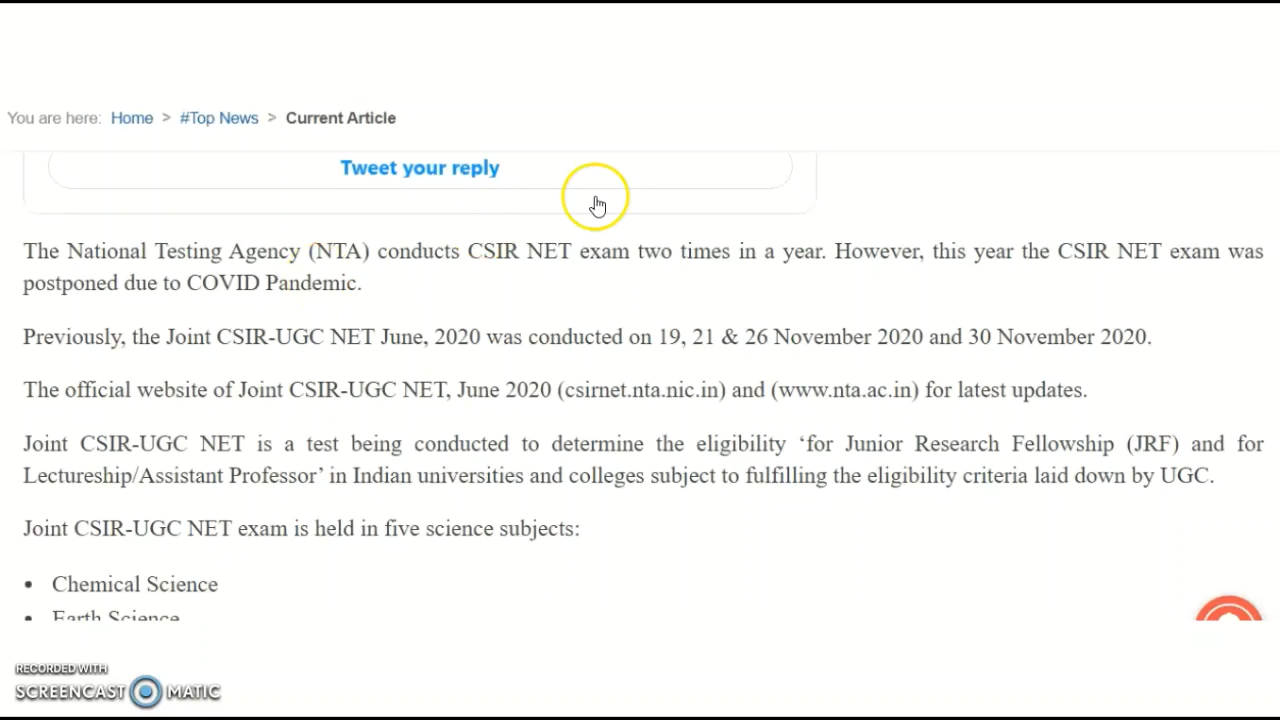 You are here: Home > #Top News > Current Article
Tweet your reply
The National Testing Agency (NTA) conducts CSIR NET exam two times in a year. However, this year the CSIR NET exam was
postponed due to COVID Pandemic.
Previously, the Joint CSIR-UGC NET June, 2020 was conducted on 19, 21 & 26 November 2020 and 30 November 2020.
The official website of Joint CSIR-UGC NET, June 2020 (csirnet.nta.nic.in) and (www.nta.ac.in) for latest updates.
Joint CSIR-UGC NET is a test being conducted to determine the eligibility ‘for Junior Research Fellowship (JRF) and for
Lectureship/Assistant Professor’ in Indian universities and colleges subject to fulfilling the eligibility criteria laid down by UGC.
Joint CSIR-UGC NET exam is held in five science subjects:
• Chemical Science
• Earth Science
RECORDED WITH
SCREENCAST MATIC